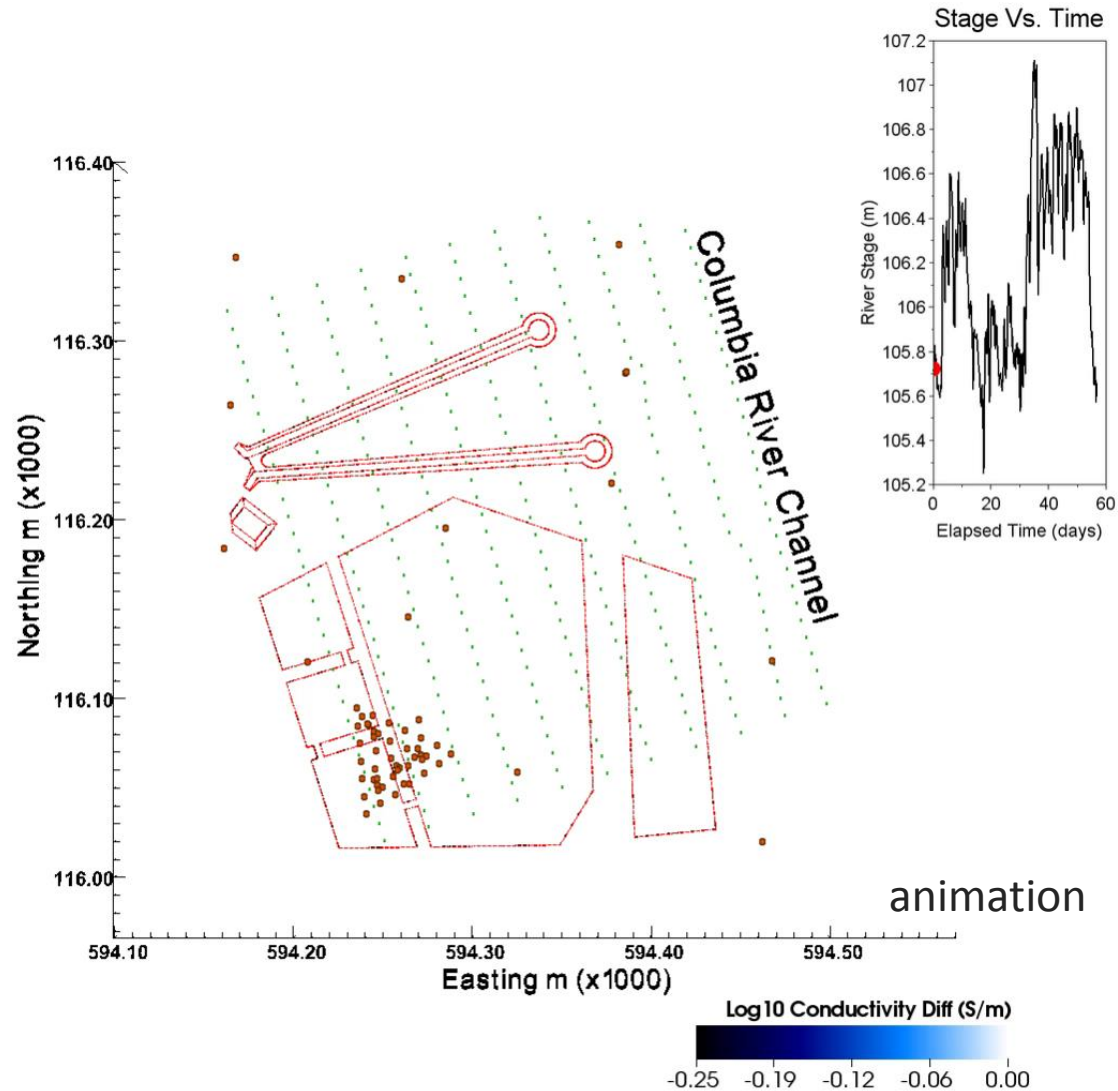 Stage Vs. Time
107.2
107
106.8
106.6
106.4
106.2
106
105.8
105.6
105.4
105.2
River Stage (m)
0 20 40 60
Elapsed Time (days)
116.40
116.30
116.20
116.10
116.00
Northing m (x1000)
Columbia River Channel
594.10 594.20 594.30 594.40 594.50
Easting m (x1000)
animation
Log10 Conductivity Diff (S/m)
-0.25 -0.19 -0.12 -0.06 0.00